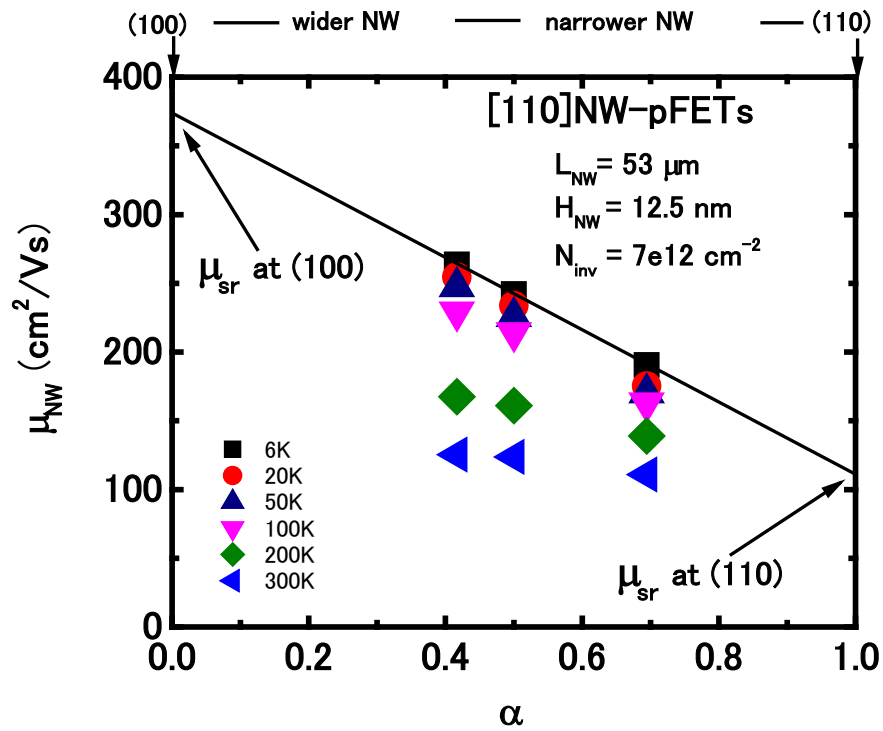 (100) wider NW narrower NW (110)
400
[110]NW-pFETs
L_NW = 53 μm
300
H_NW = 12.5 nm
N_inv = 7e12 cm⁻²
μ_sr at (100)
μ_NW (cm²/Vs)
200
6K
20K
50K
100
100K
200K
μ_sr at (110)
300K
0
0.0 0.2 0.4 0.6 0.8 1.0
α